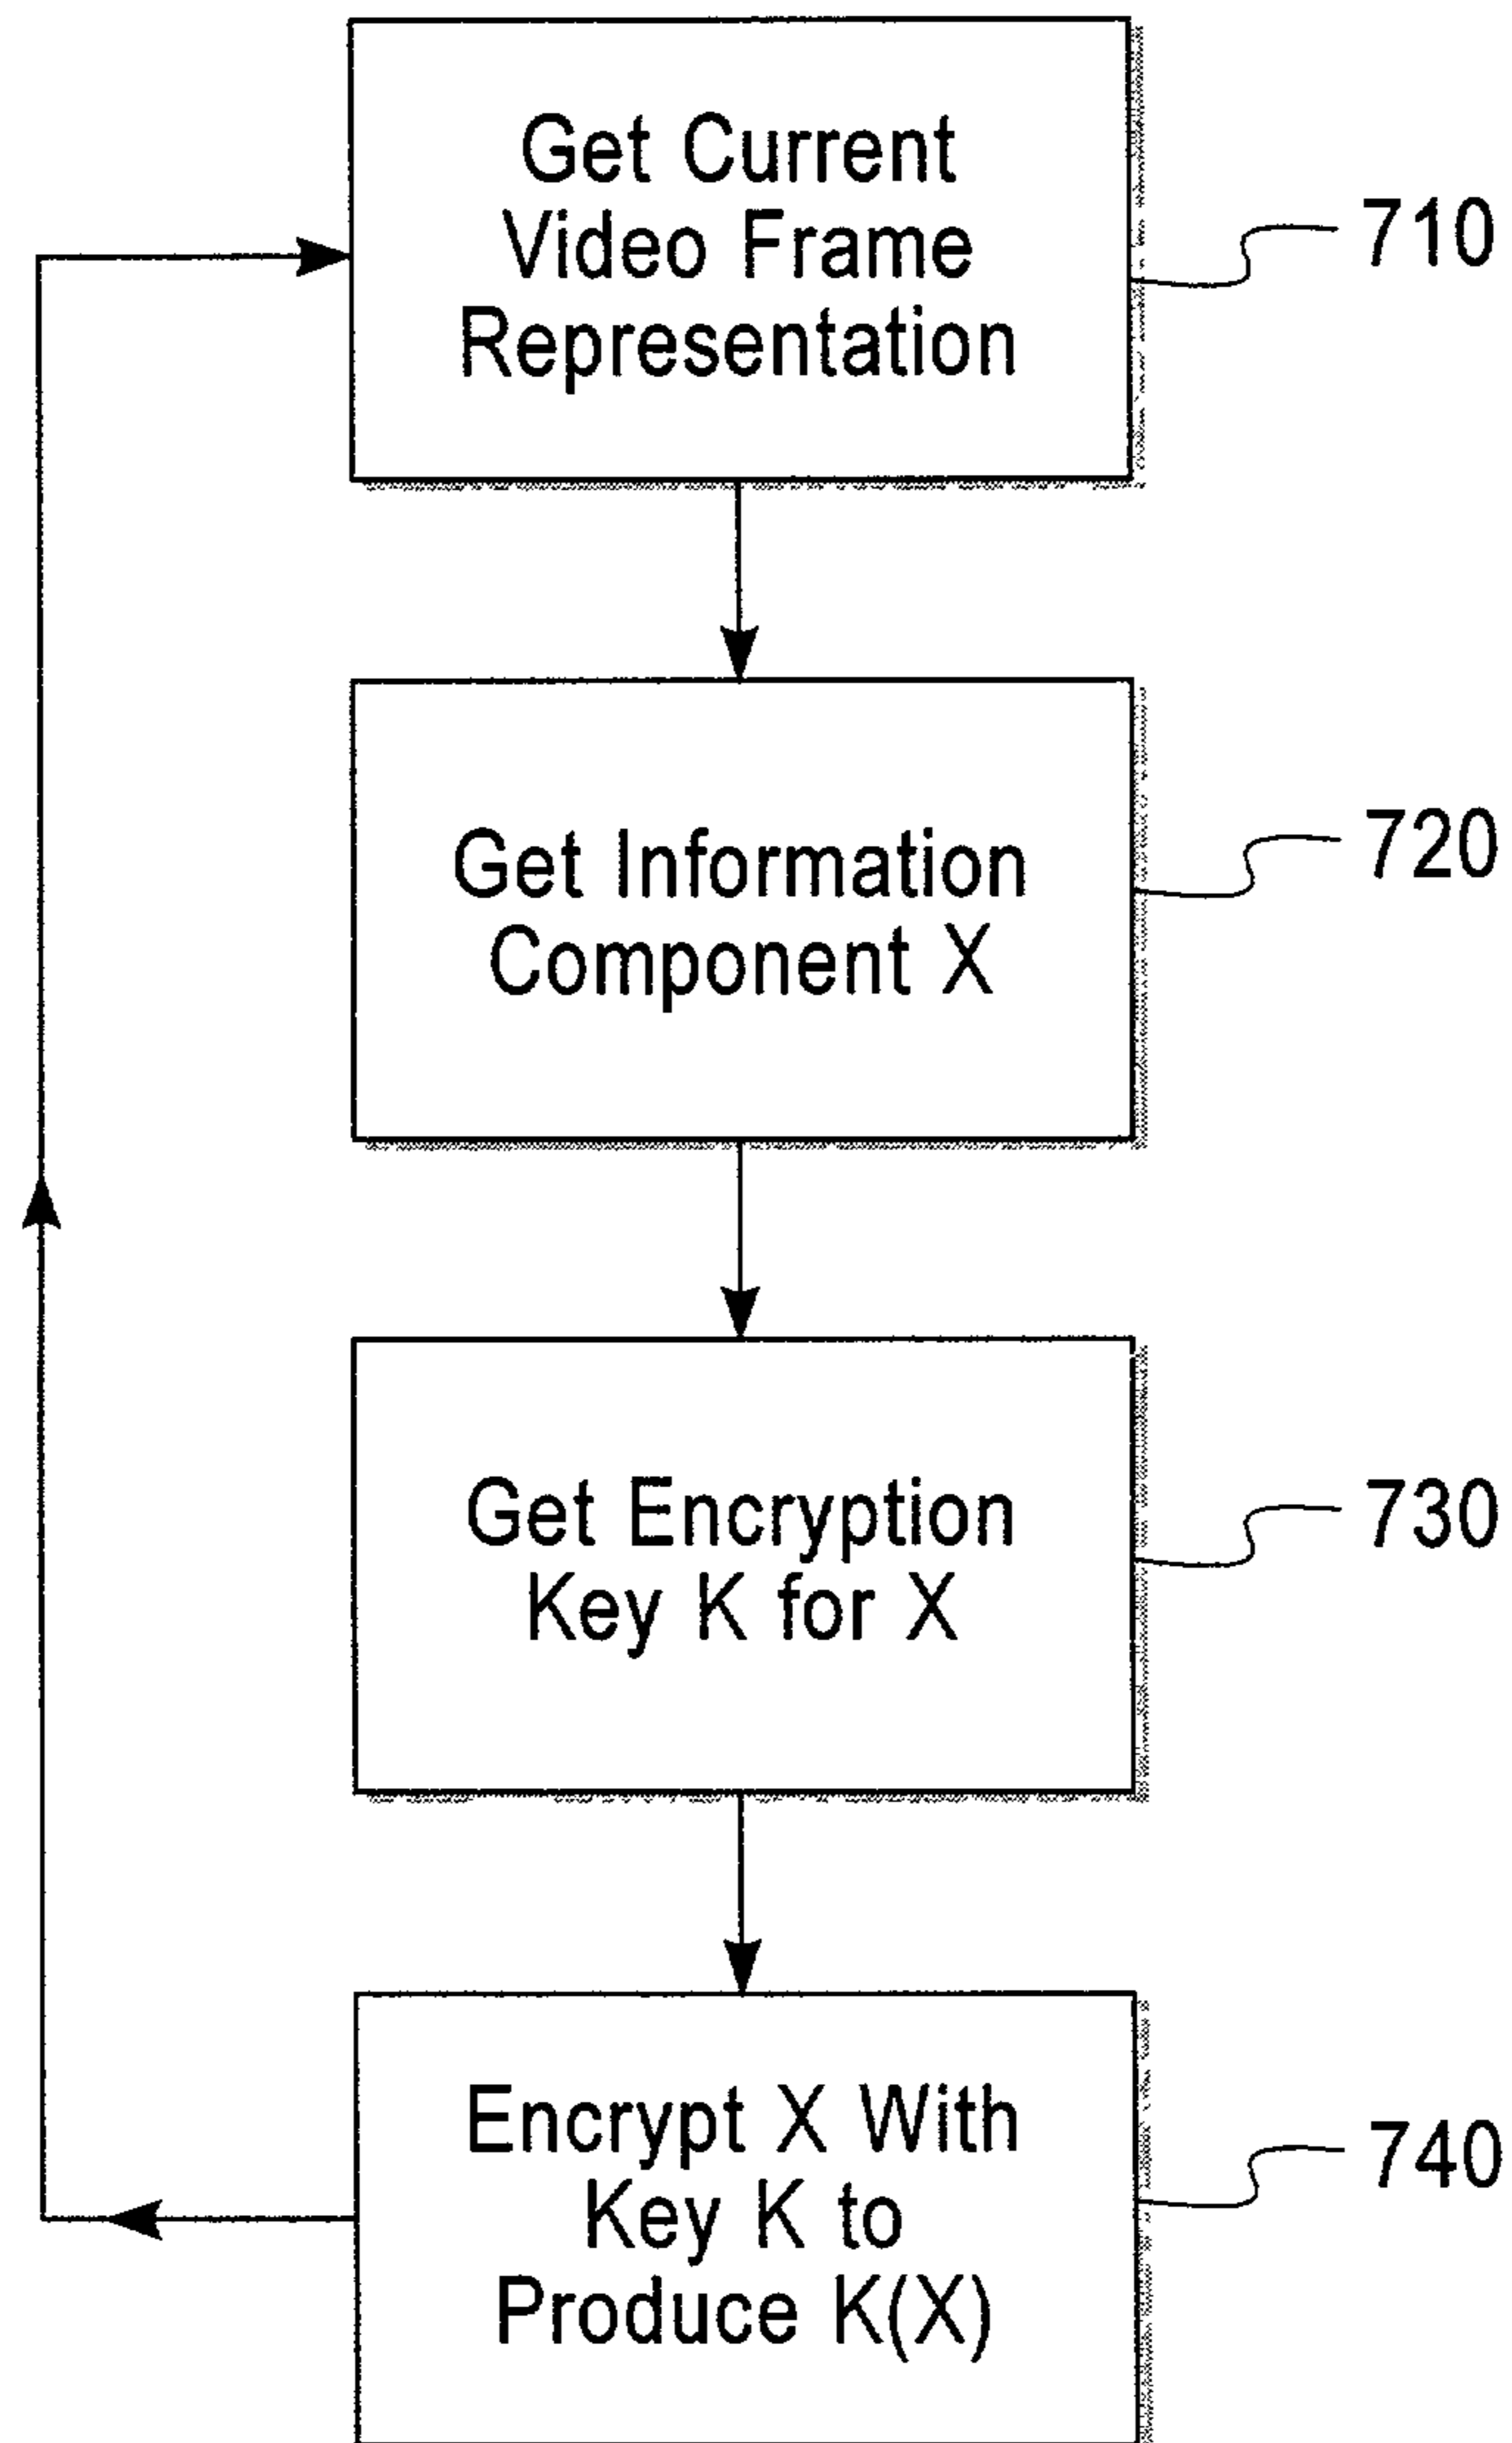 Get Current
Video Frame
Representation
710
Get Information
Component X
720
Get Encryption
Key K for X
730
Encrypt X With
Key K to
Produce K(X)
740